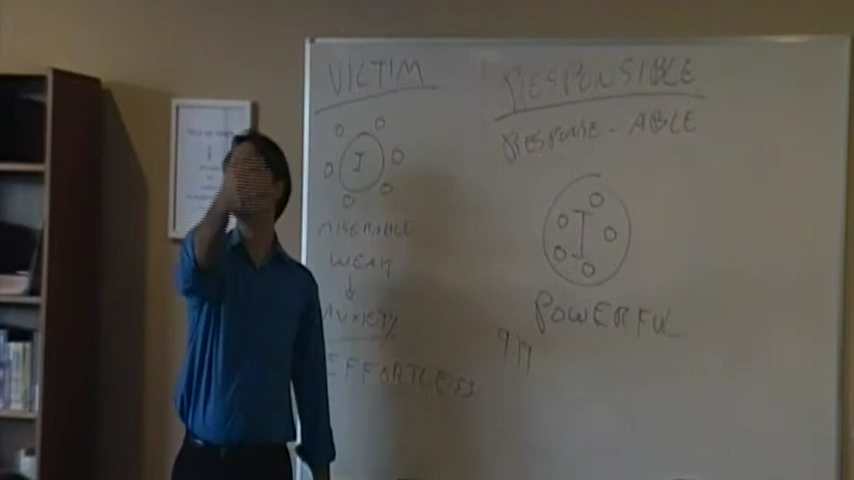 VICTIM
I
MISERABLE
WEAK
ANXIETY
EFFORTLESS
RESPONSIBLE
RESPONSE-ABLE
I
POWERFUL